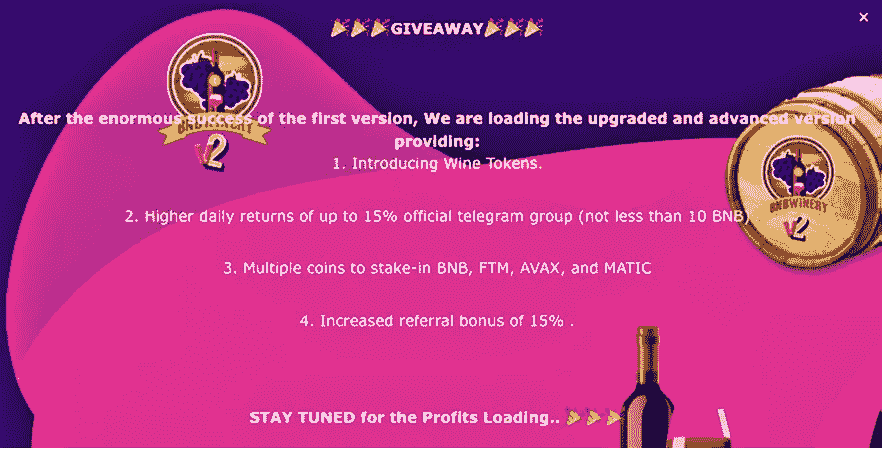 🎉🎉🎉GIVEAWAY🎉🎉🎉
×
BNBWINERY
V2
After the enormous success of the first version, We are loading the upgraded and advanced version -
providing:
1. Introducing Wine Tokens.
BNBWINERY
V2
2. Higher daily returns of up to 15% official telegram group (not less than 10 BNB)
3. Multiple coins to stake-in BNB, FTM, AVAX, and MATIC
4. Increased referral bonus of 15% .
STAY TUNED for the Profits Loading.. 🎉🎉🎉